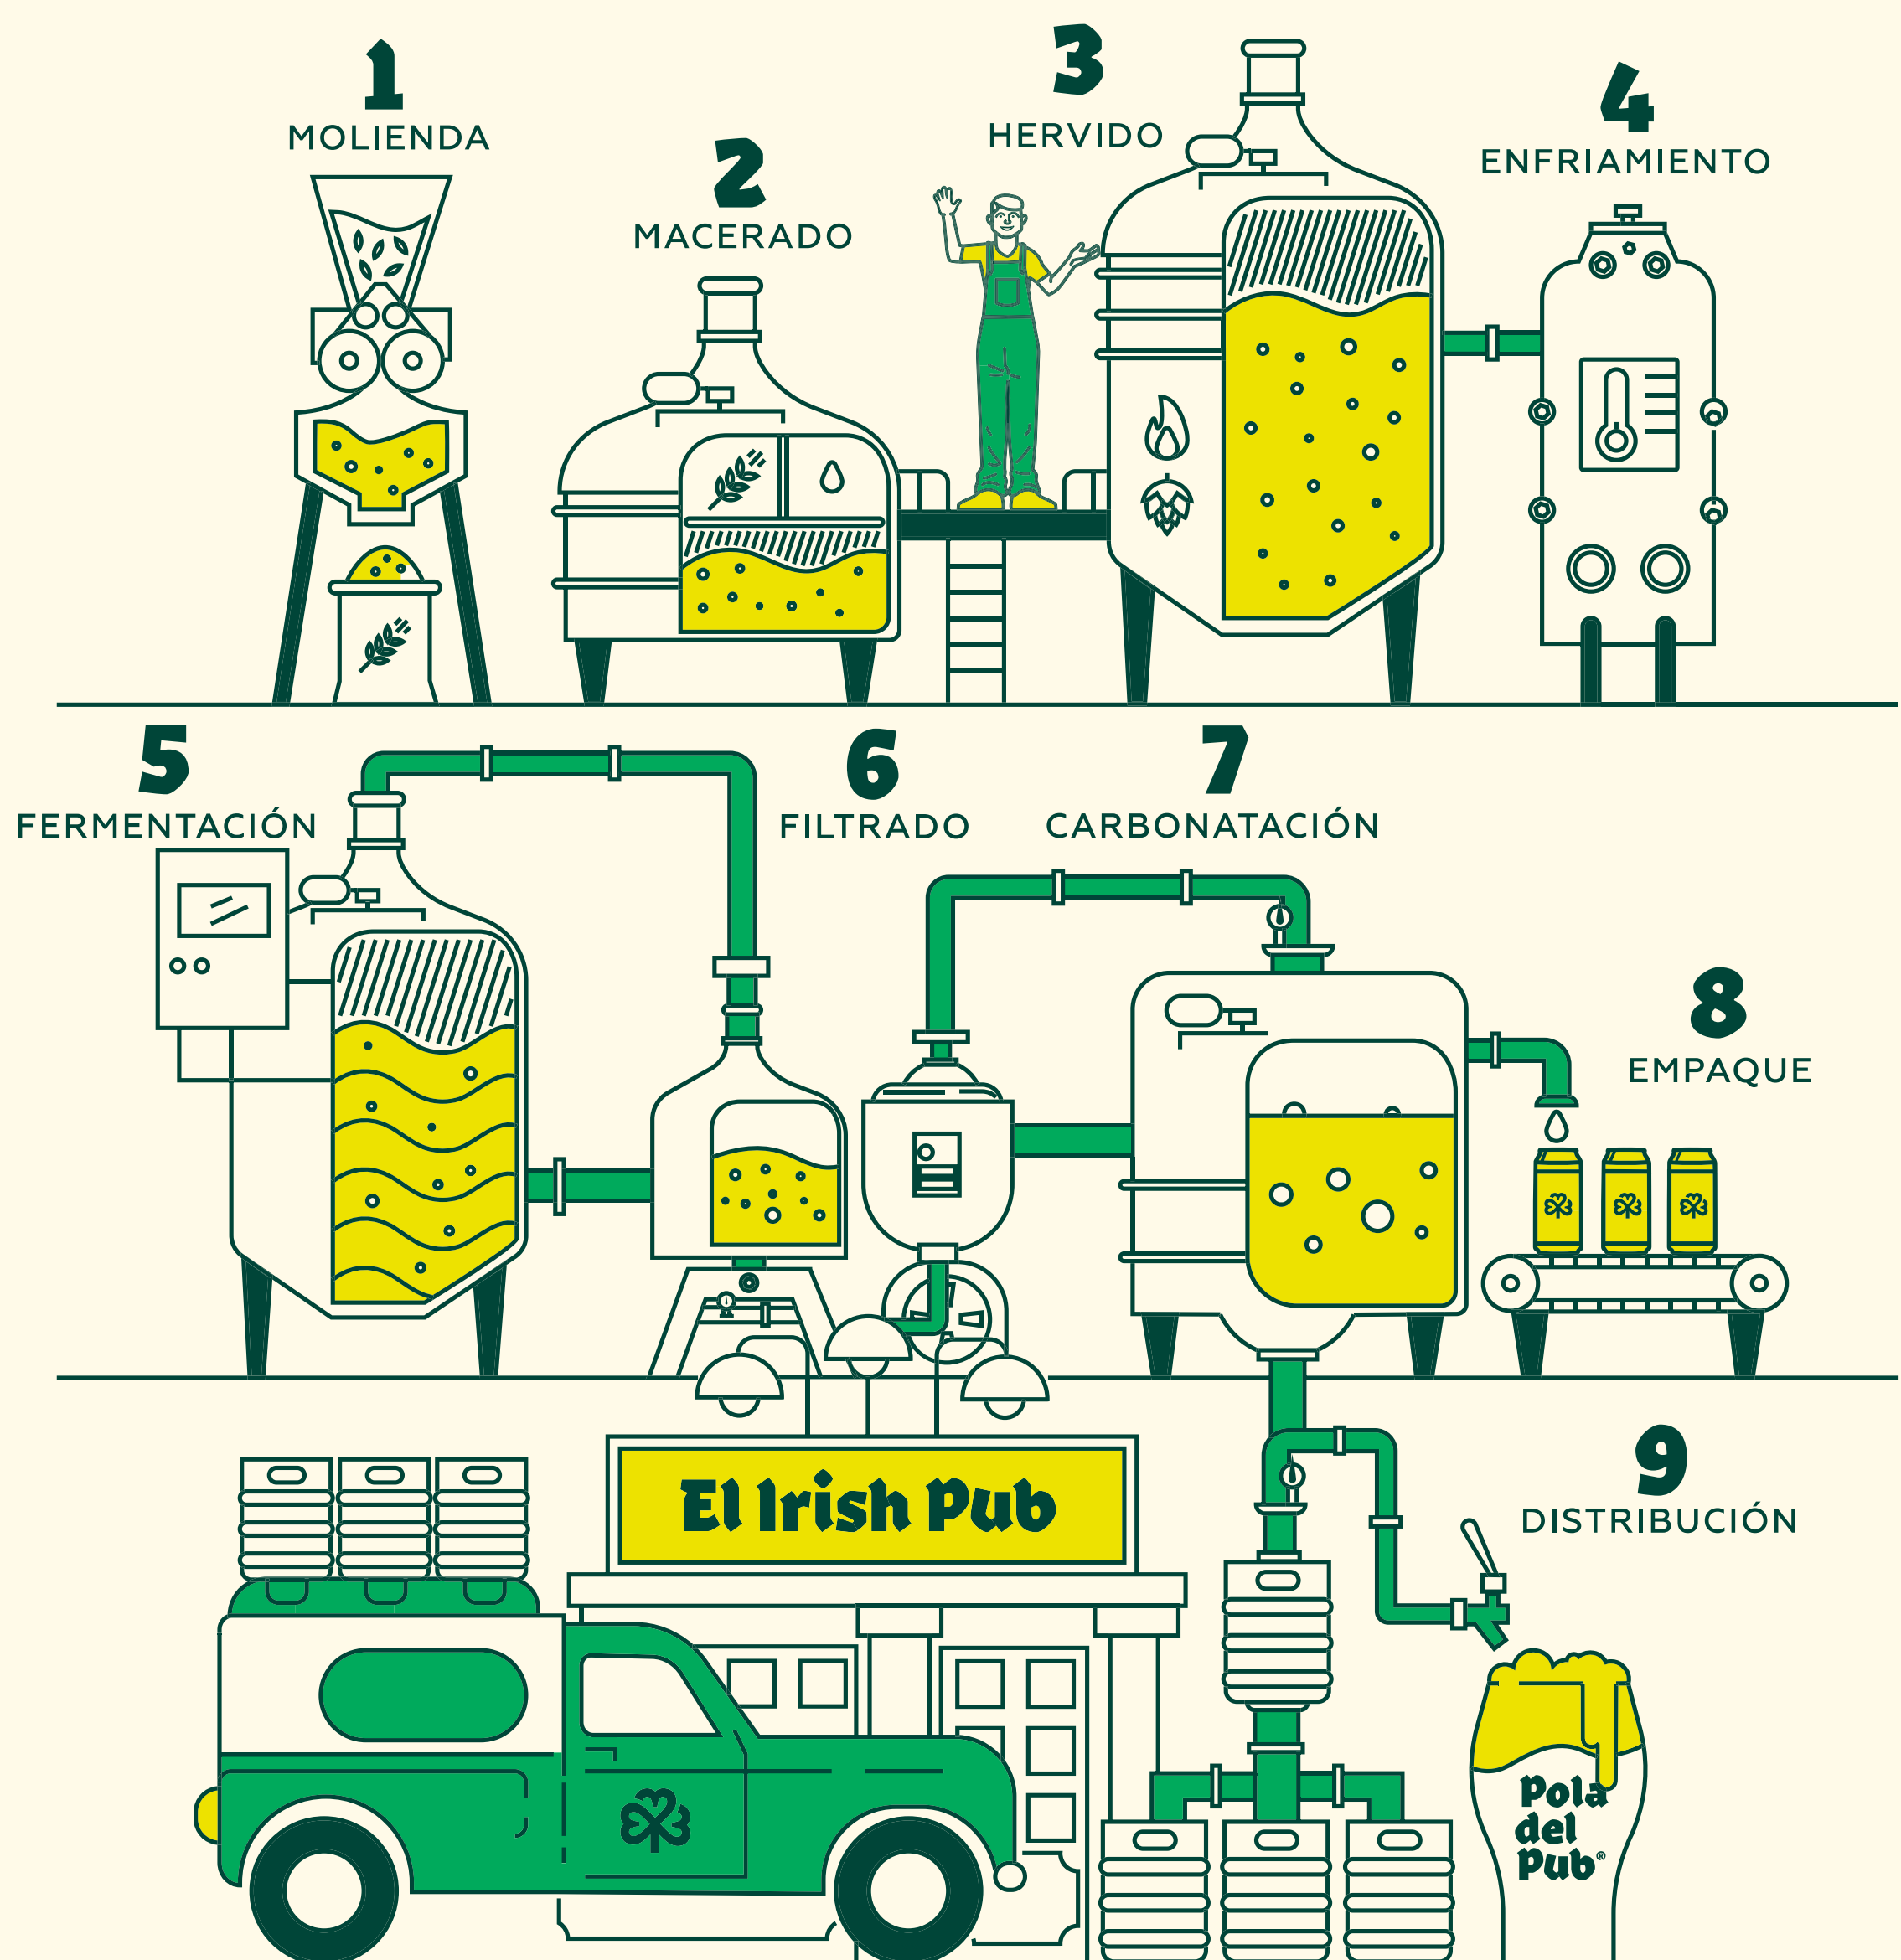 1
MOLIENDA
2
MACERADO
3
HERVIDO
4
ENFRIAMIENTO
5
FERMENTACIÓN
6
FILTRADO
7
CARBONATACIÓN
8
EMPAQUE
El Irish Pub
9
DISTRIBUCIÓN
Pola
del
Pub®